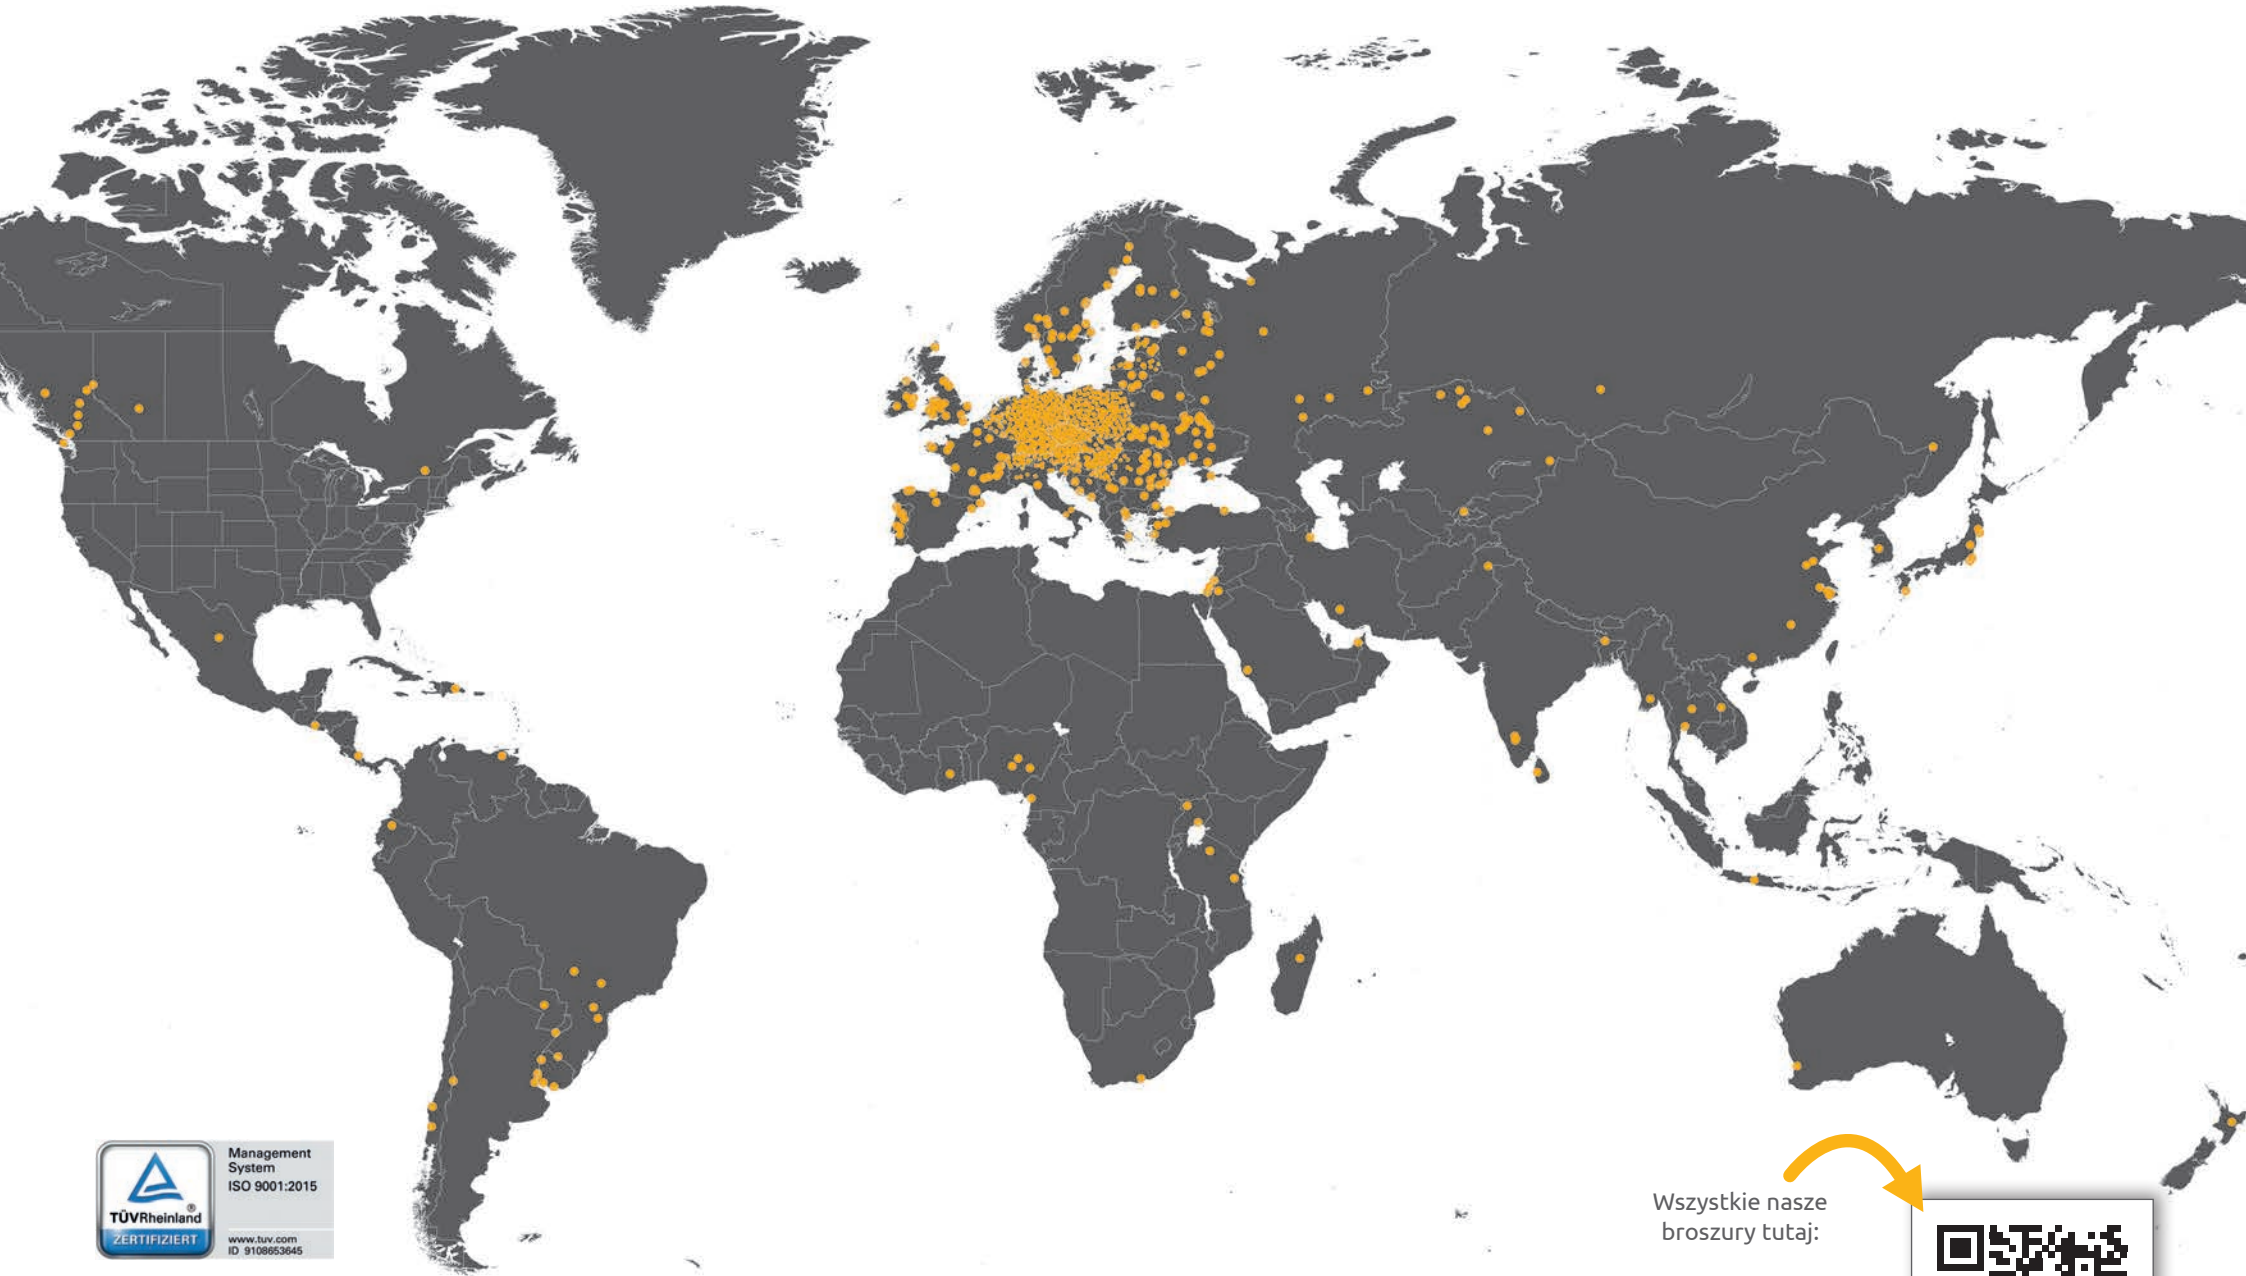 Management
System
ISO 9001:2015
®
TÜVRheinland
ZERTIFIZIERT
www.tuv.com
ID 9108653645
Wszystkie nasze
broszury tutaj: